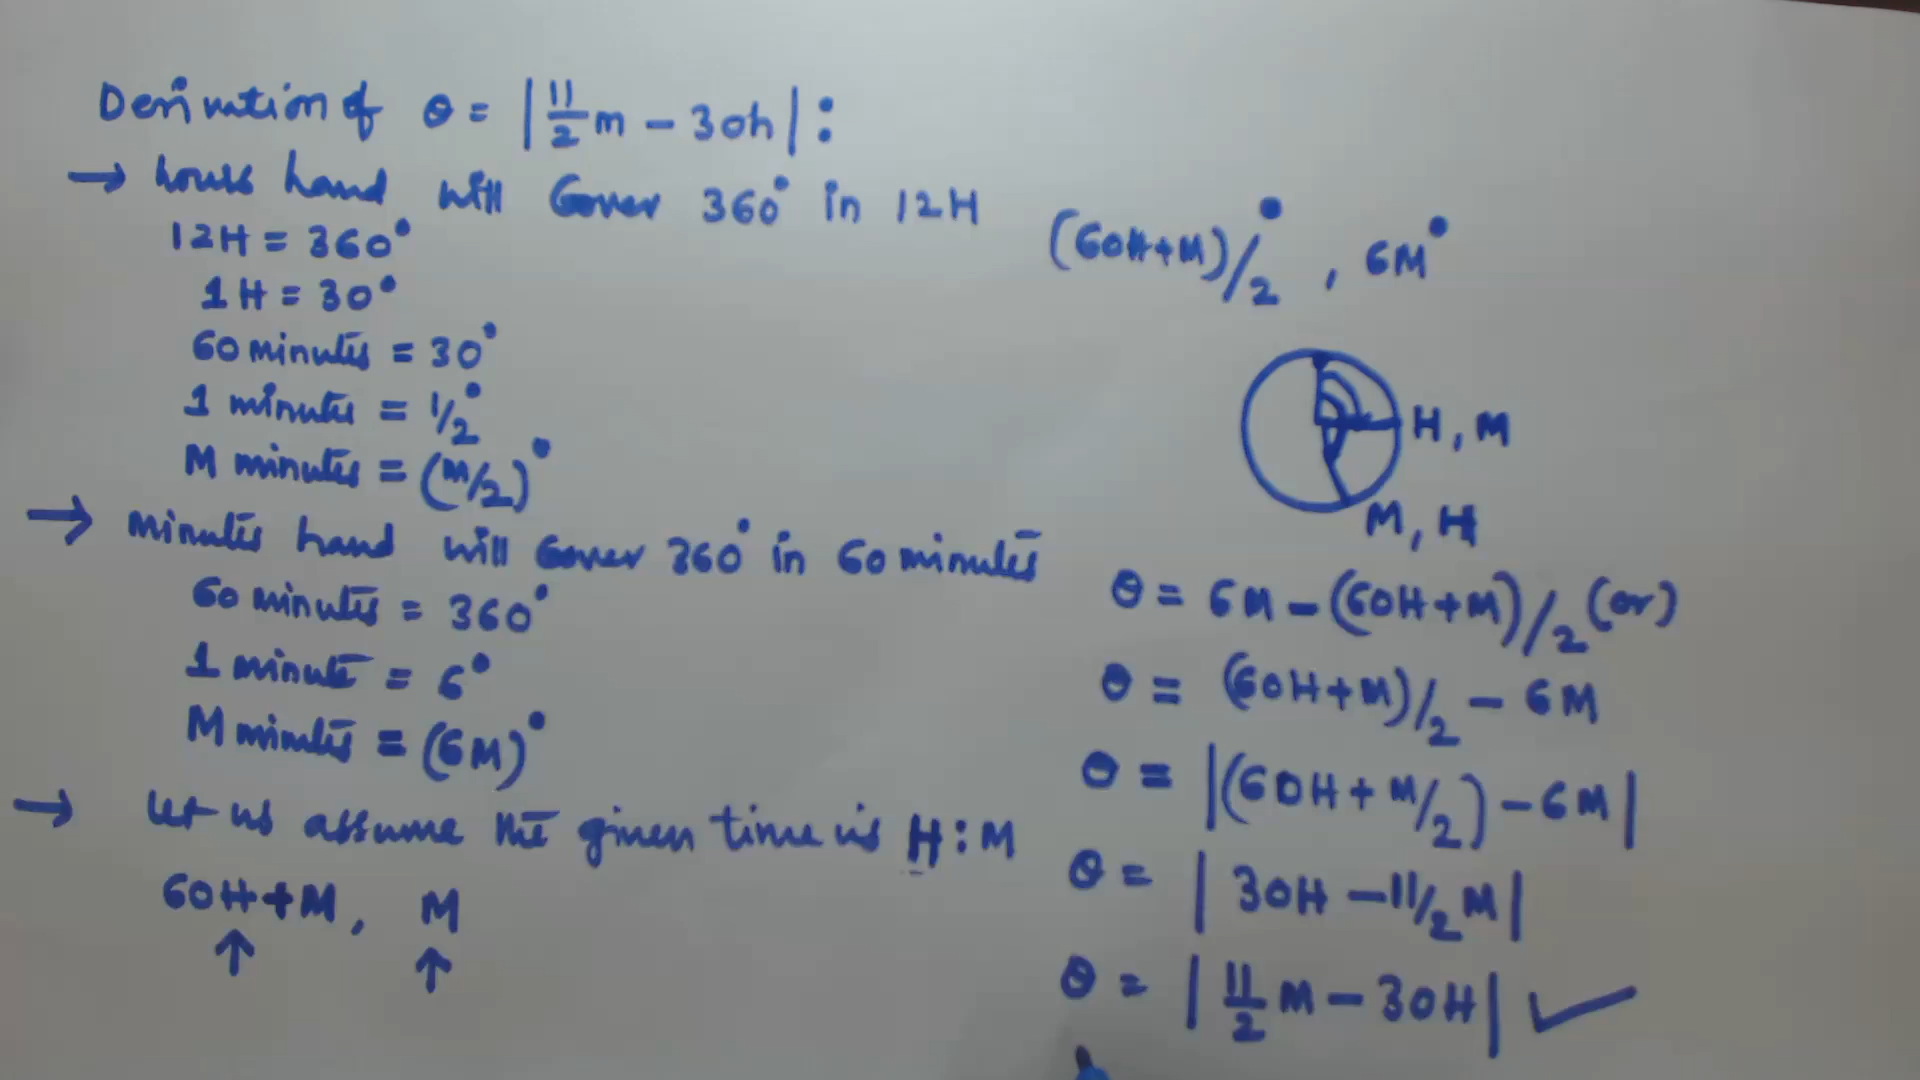 Derivation of θ = |11/2 m - 30h| :
→ hours hand will Cover 360° in 12H
12H = 360°
1H = 30°
60 minutes = 30°
1 minutes = 1/2°
M minutes = (M/2)°
→ Minutes hand will Cover 360° in 60 minutes
60 minutes = 360°
1 minute = 6°
M minutes = (6M)°
→ Let us assume the given time is H : M
60H+M, M
↑ ↑
(60H+M)/2°, 6M°
H, M
M, H
θ = 6M - (60H+M)/2 (or)
θ = (60H+M)/2 - 6M
θ = |(60H + M/2) - 6M|
θ = |30H - 11/2 M|
θ = |11/2 M - 30H| ✓